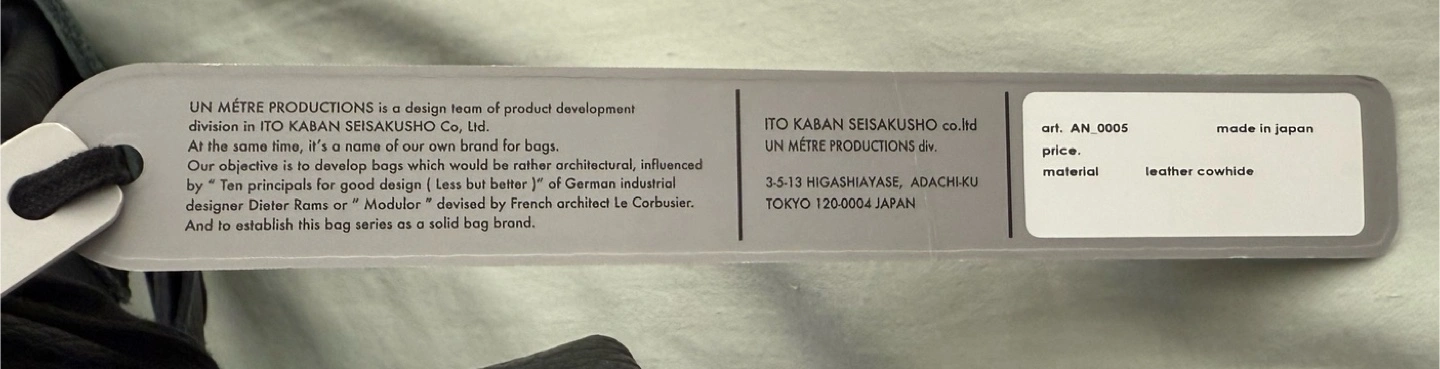 UN MÉTRE PRODUCTIONS is a design team of product development
division in ITO KABAN SEISAKUSHO Co, Ltd.
At the same time, it's a name of our own brand for bags.
Our objective is to develop bags which would be rather architectural, influenced
by " Ten principals for good design ( Less but better )" of German industrial
designer Dieter Rams or " Modulor " devised by French architect Le Corbusier.
And to establish this bag series as a solid bag brand.
ITO KABAN SEISAKUSHO co.ltd
UN MÉTRE PRODUCTIONS div.
3-5-13 HIGASHIAYASE, ADACHI-KU
TOKYO 120-0004 JAPAN
art. AN_0005 made in japan
price.
material leather cowhide